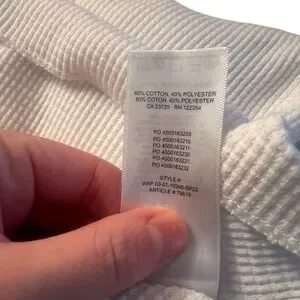 60% COTTON, 40% POLYESTER
60% COTON, 40% POLYESTER
CA 23725 RN
PO 4500163209
PO 4500163210
PO 4500163211
PO 4500163230
PO 4500163231
PO 4500163232
STYLE #
ARTICLE # 79619